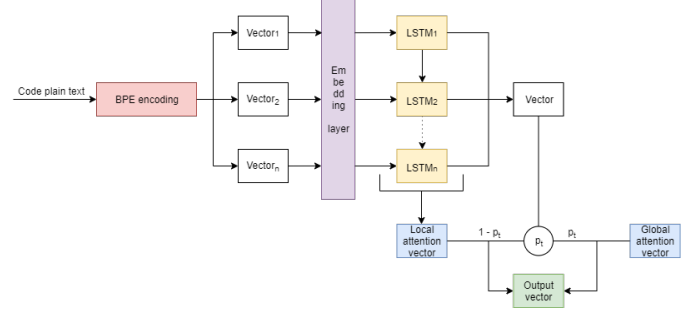 Code plain text
BPE encoding
Vector1
Vector2
Vectorn
Em
be
dd
ing
layer
LSTM1
LSTM2
LSTMn
Vector
Local
attention
vector
1 - pt
pt
pt
Global
attention
vector
Output
vector